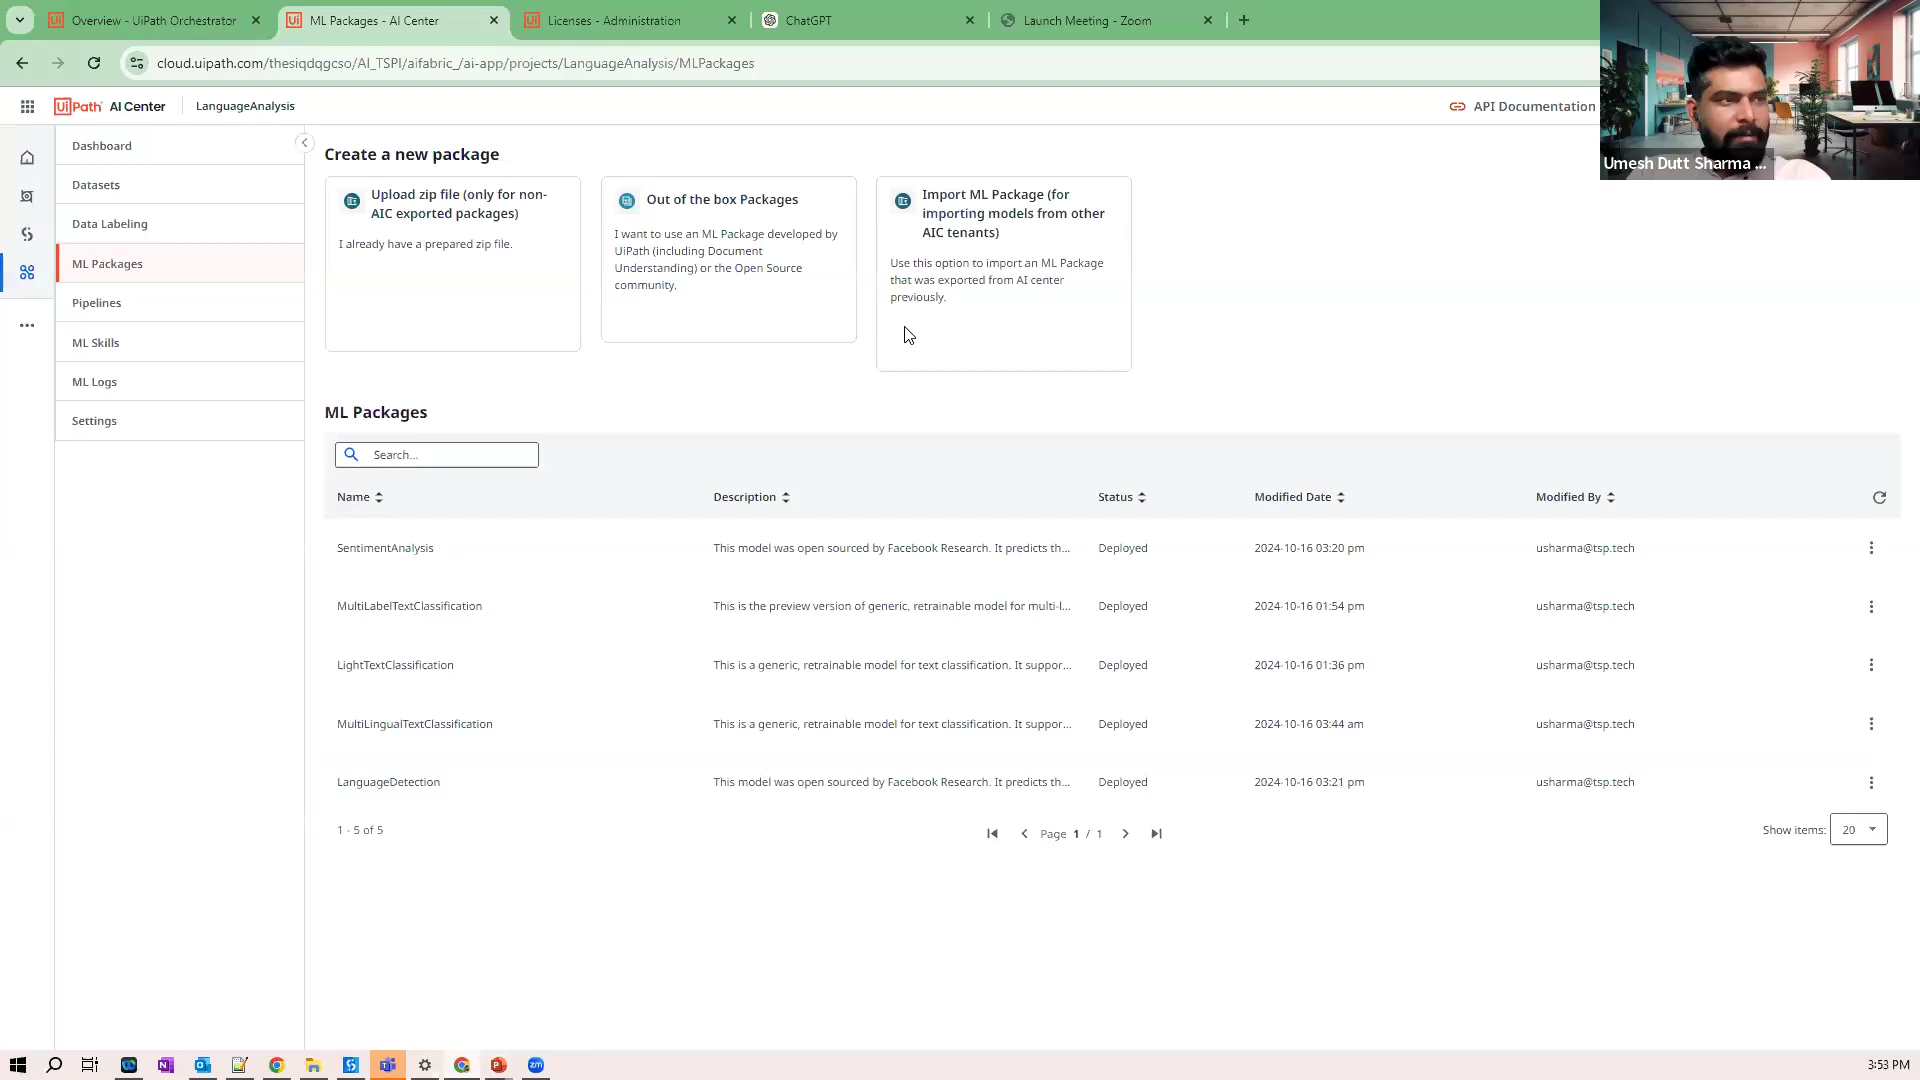 Overview - UiPath Orchestrator
ML Packages - AI Center
Licenses - Administration
ChatGPT
Launch Meeting - Zoom
cloud.uipath.com/thesiqdqgcso/AI_TSPI/aifabric_/ai-app/projects/LanguageAnalysis/MLPackages
UiPath AI Center
LanguageAnalysis
API Documentation
Umesh Dutt Sharma ...
Dashboard
Datasets
Data Labeling
ML Packages
Pipelines
ML Skills
ML Logs
Settings
Create a new package
Upload zip file (only for non-
AIC exported packages)
I already have a prepared zip file.
Out of the box Packages
I want to use an ML Package developed by
UiPath (including Document
Understanding) or the Open Source
community.
Import ML Package (for
importing models from other
AIC tenants)
Use this option to import an ML Package
that was exported from AI center
previously.
ML Packages
Search...
Name Description Status Modified Date Modified By
SentimentAnalysis This model was open sourced by Facebook Research. It predicts th... Deployed 2024-10-16 03:20 pm usharma@tsp.tech
MultiLabelTextClassification This is the preview version of generic, retrainable model for multi-l... Deployed 2024-10-16 01:54 pm usharma@tsp.tech
LightTextClassification This is a generic, retrainable model for text classification. It suppor... Deployed 2024-10-16 01:36 pm usharma@tsp.tech
MultiLingualTextClassification This is a generic, retrainable model for text classification. It suppor... Deployed 2024-10-16 03:44 am usharma@tsp.tech
LanguageDetection This model was open sourced by Facebook Research. It predicts th... Deployed 2024-10-16 03:21 pm usharma@tsp.tech
1 - 5 of 5
Page 1 / 1
Show items: 20
3:53 PM